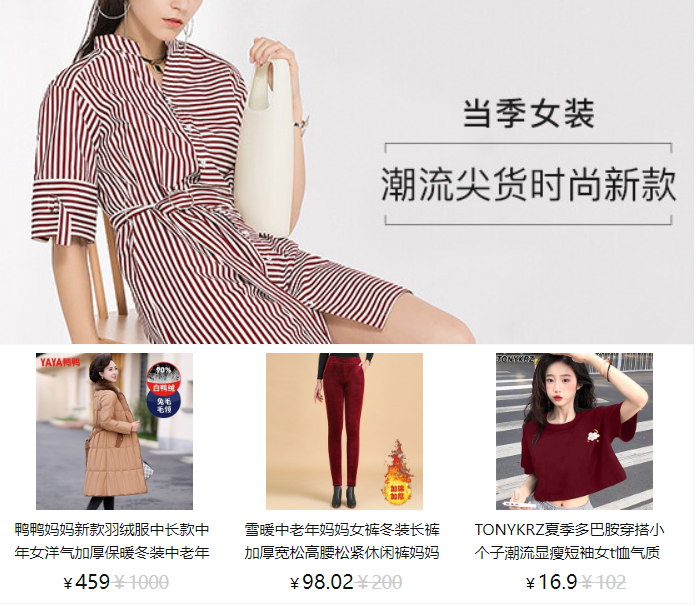 当季女装
潮流尖货时尚新款
YAYA鸭鸭
90%
白鸭绒
兔毛
毛领
加绒
加厚
TONYKRZ
鸭鸭妈妈新款羽绒服中长款中
年女洋气加厚保暖冬装中老年
¥459 ¥1000
雪暖中老年妈妈女裤冬装长裤
加厚宽松高腰松紧休闲裤妈妈
¥98.02 ¥200
TONYKRZ夏季多巴胺穿搭小
个子潮流显瘦短袖女t恤气质
¥16.9 ¥102